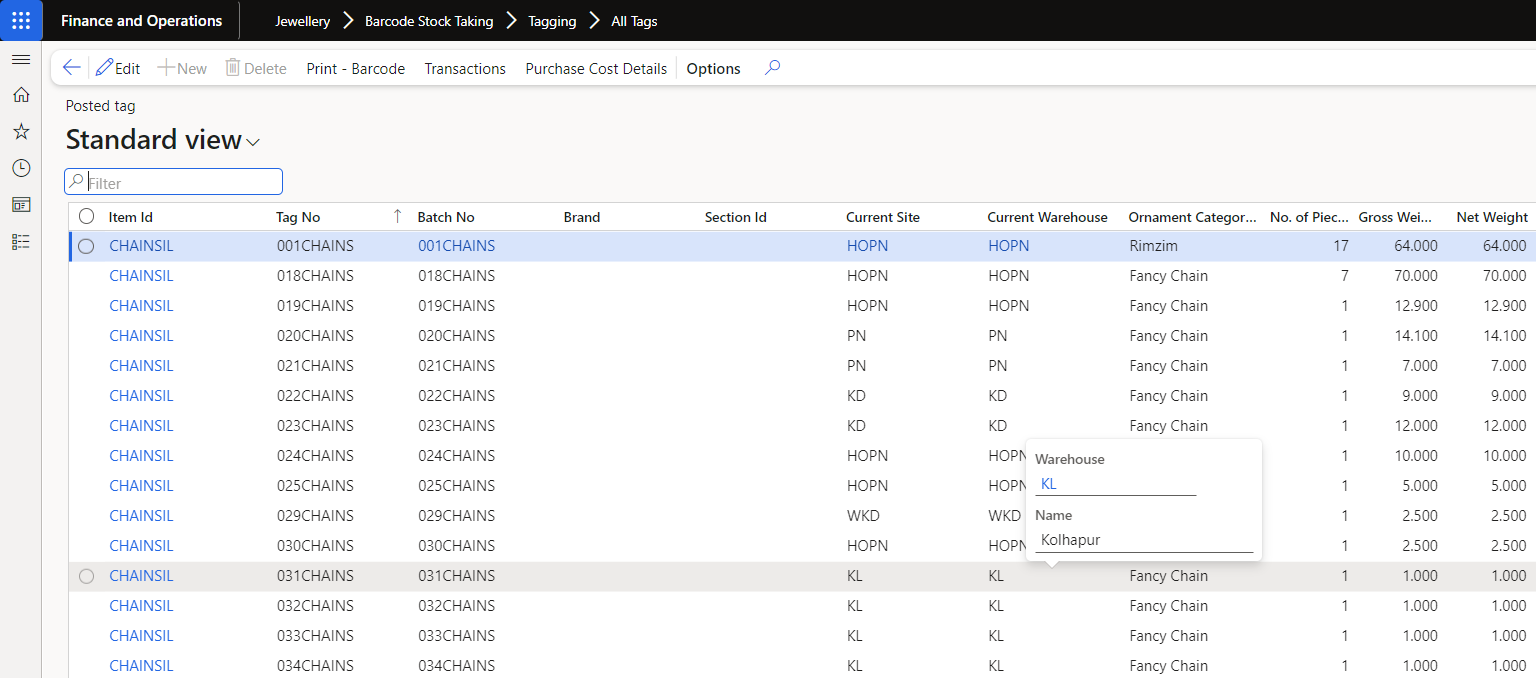 Finance and Operations Jewellery Barcode Stock Taking Tagging All Tags
Edit New Delete Print - Barcode Transactions Purchase Cost Details Options
Posted tag
Standard view
Filter
Item Id Tag No Batch No Brand Section Id Current Site Current Warehouse Ornament Categor... No. of Piec... Gross Wei... Net Weight
CHAINSIL 001CHAINS 001CHAINS HOPN HOPN Rimzim 17 64.000 64.000
CHAINSIL 018CHAINS 018CHAINS HOPN HOPN Fancy Chain 7 70.000 70.000
CHAINSIL 019CHAINS 019CHAINS HOPN HOPN Fancy Chain 1 12.900 12.900
CHAINSIL 020CHAINS 020CHAINS PN PN Fancy Chain 1 14.100 14.100
CHAINSIL 021CHAINS 021CHAINS PN PN Fancy Chain 1 7.000 7.000
CHAINSIL 022CHAINS 022CHAINS KD KD Fancy Chain 1 9.000 9.000
CHAINSIL 023CHAINS 023CHAINS KD KD Fancy Chain 1 12.000 12.000
CHAINSIL 024CHAINS 024CHAINS HOPN HOPN 1 10.000 10.000
CHAINSIL 025CHAINS 025CHAINS HOPN HOPN 1 5.000 5.000
CHAINSIL 029CHAINS 029CHAINS WKD WKD 1 2.500 2.500
CHAINSIL 030CHAINS 030CHAINS HOPN HOPN 1 2.500 2.500
Warehouse
KL
Name
Kolhapur
CHAINSIL 031CHAINS 031CHAINS KL KL Fancy Chain 1 1.000 1.000
CHAINSIL 032CHAINS 032CHAINS KL KL Fancy Chain 1 1.000 1.000
CHAINSIL 033CHAINS 033CHAINS KL KL Fancy Chain 1 1.000 1.000
CHAINSIL 034CHAINS 034CHAINS KL KL Fancy Chain 1 1.000 1.000